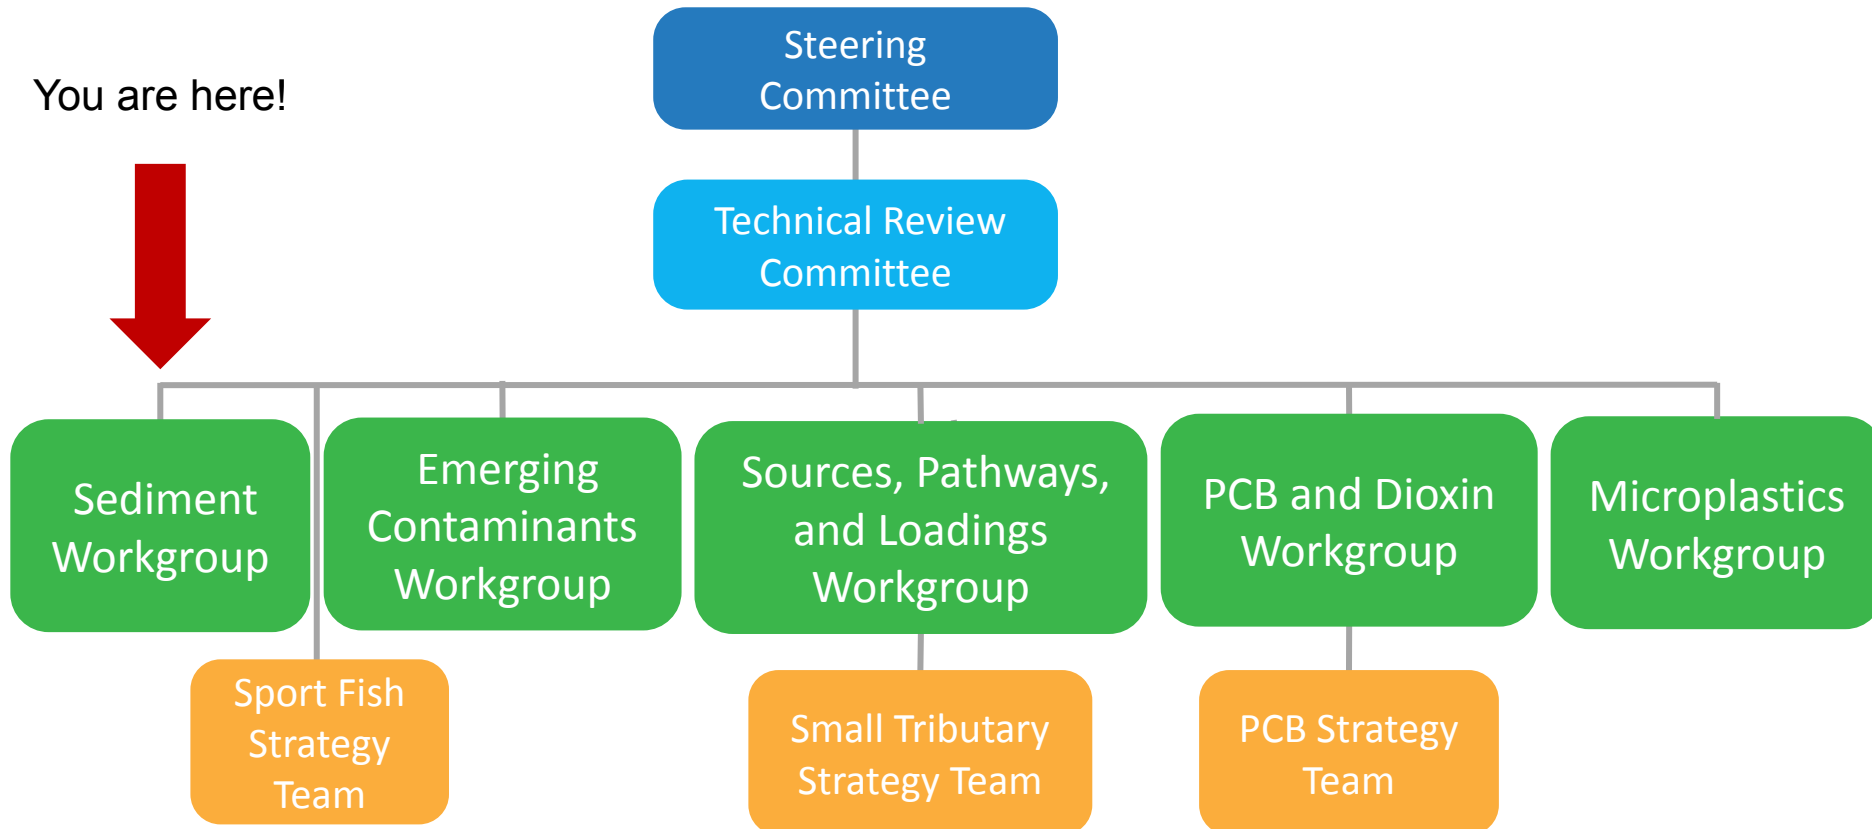 You are here!
Steering
Committee
Technical Review
Committee
Sediment
Workgroup
Emerging
Contaminants
Workgroup
Sources, Pathways,
and Loadings
Workgroup
PCB and Dioxin
Workgroup
Microplastics
Workgroup
Sport Fish
Strategy
Team
Small Tributary
Strategy Team
PCB Strategy
Team